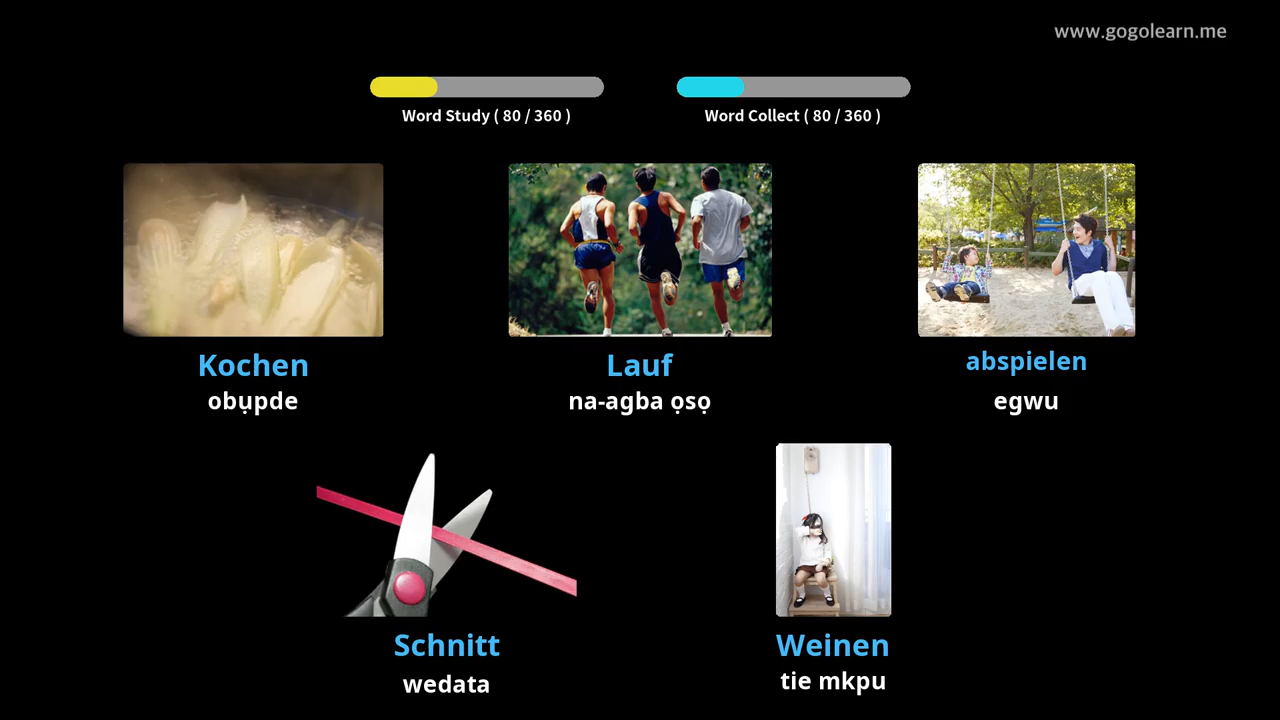 www.gogolearn.me
Word Study ( 80 / 360 )
Word Collect ( 80 / 360 )
Kochen
obụpde
Lauf
na-agba ọsọ
abspielen
egwu
Schnitt
wedata
Weinen
tie mkpu